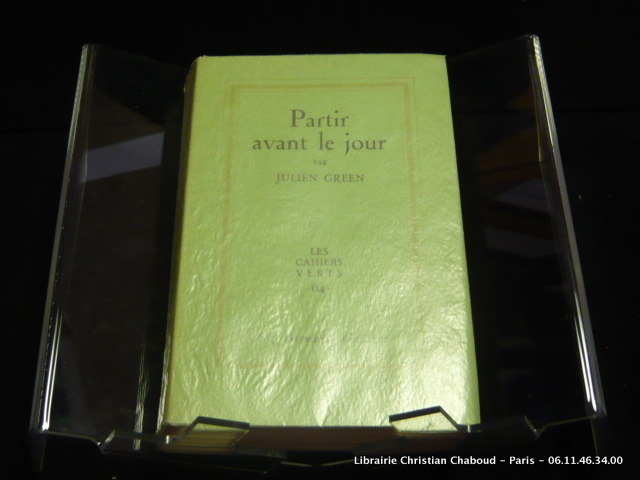 Partir
avant le jour
PAR
JULIEN GREEN
LES
CAHIERS
VERTS
64
Librairie Christian Chaboud - Paris - 06.11.46.34.00